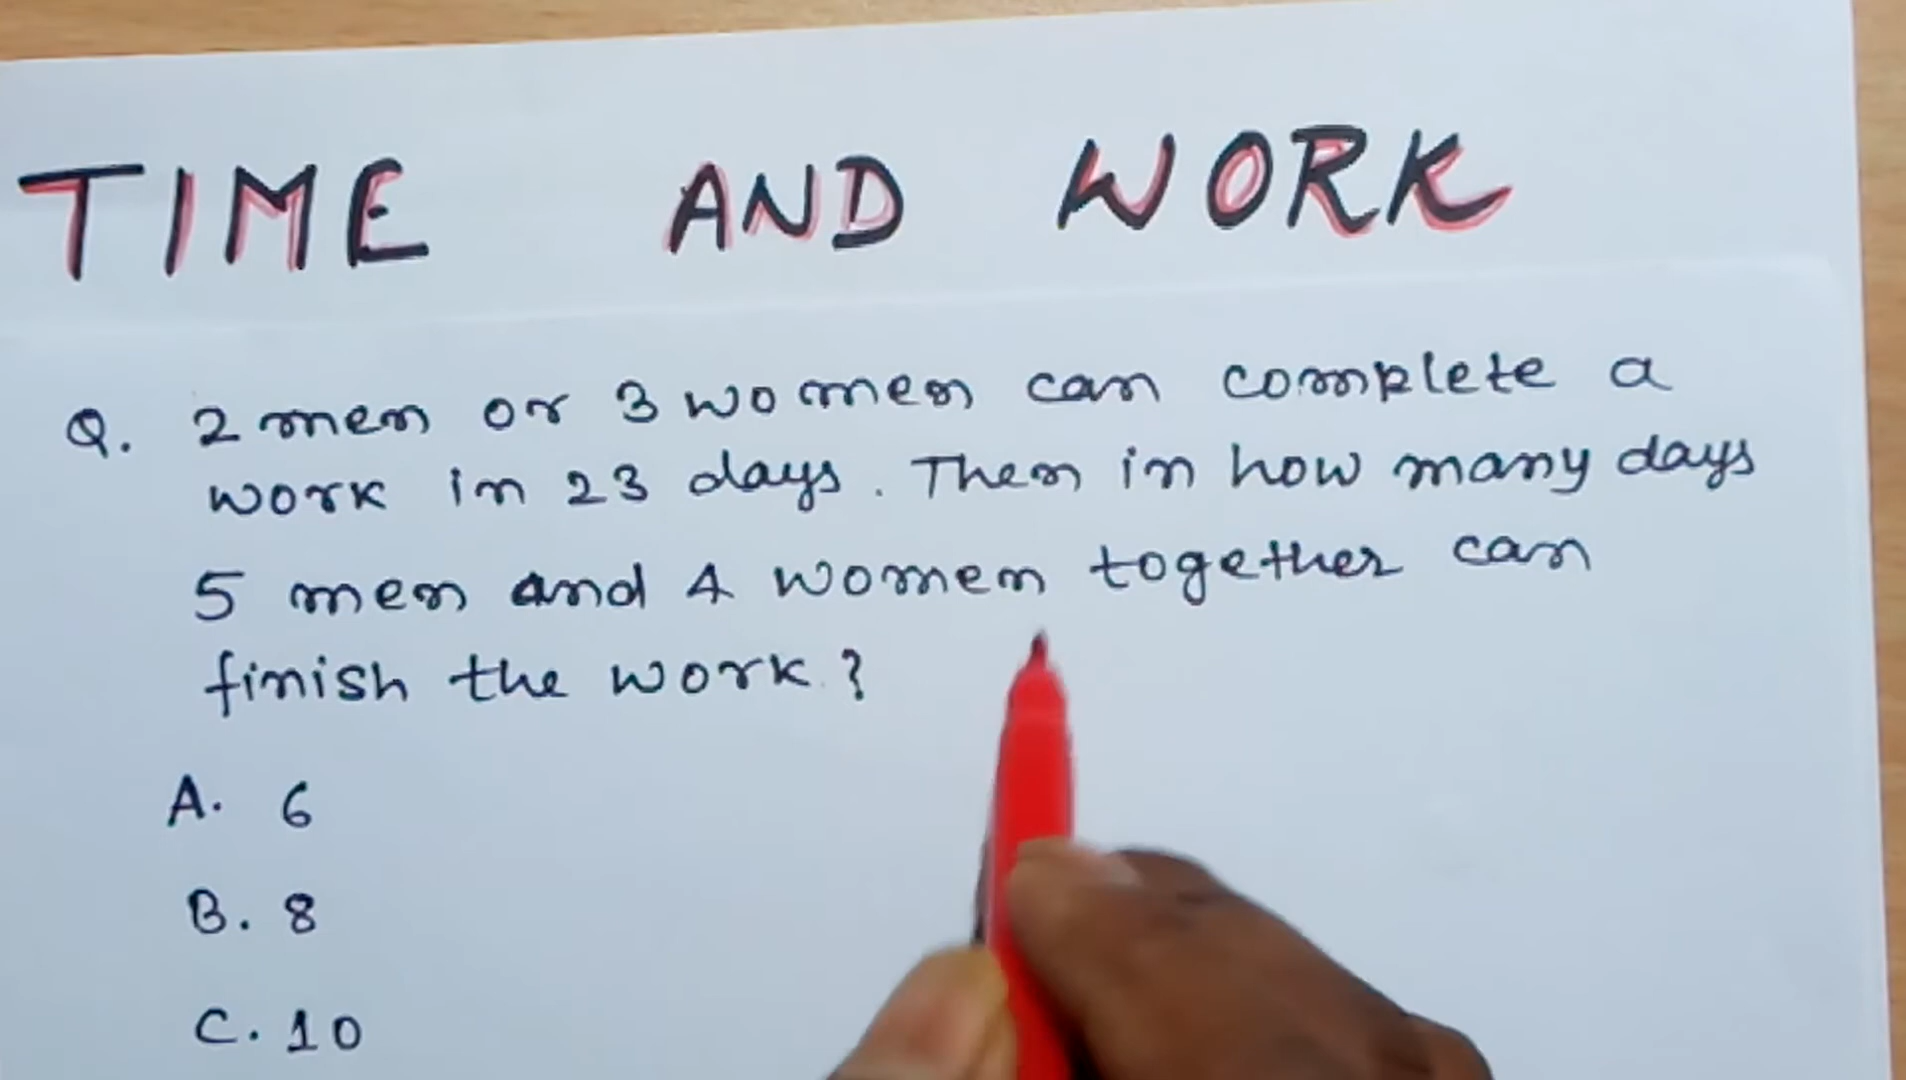 TIME AND WORK
Q. 2 men or 3 women can complete a
work in 23 days. Then in how many days
5 men and 4 women together can
finish the work?
A. 6
B. 8
C. 10